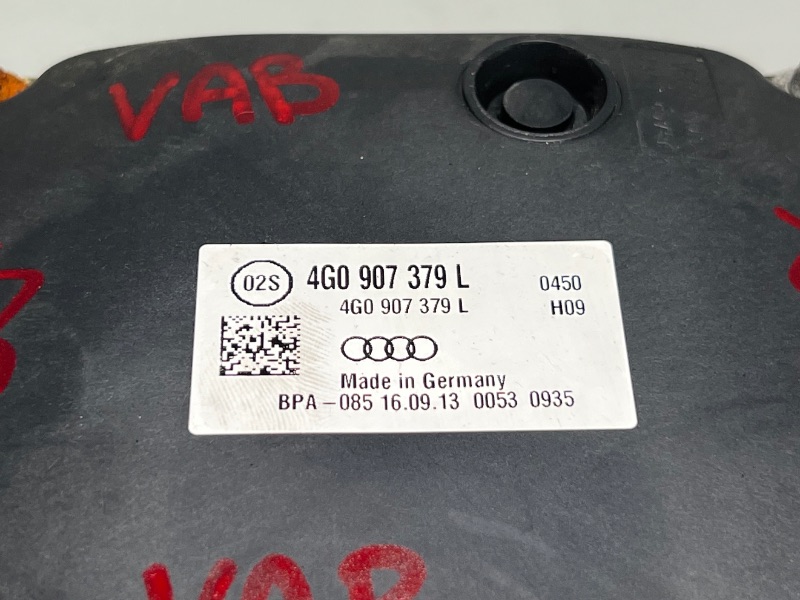 VAB
02S 4G0 907 379 L 0450
4G0 907 379 L H09
Made in Germany
BPA-085 16.09.13 0053 0935
VAB